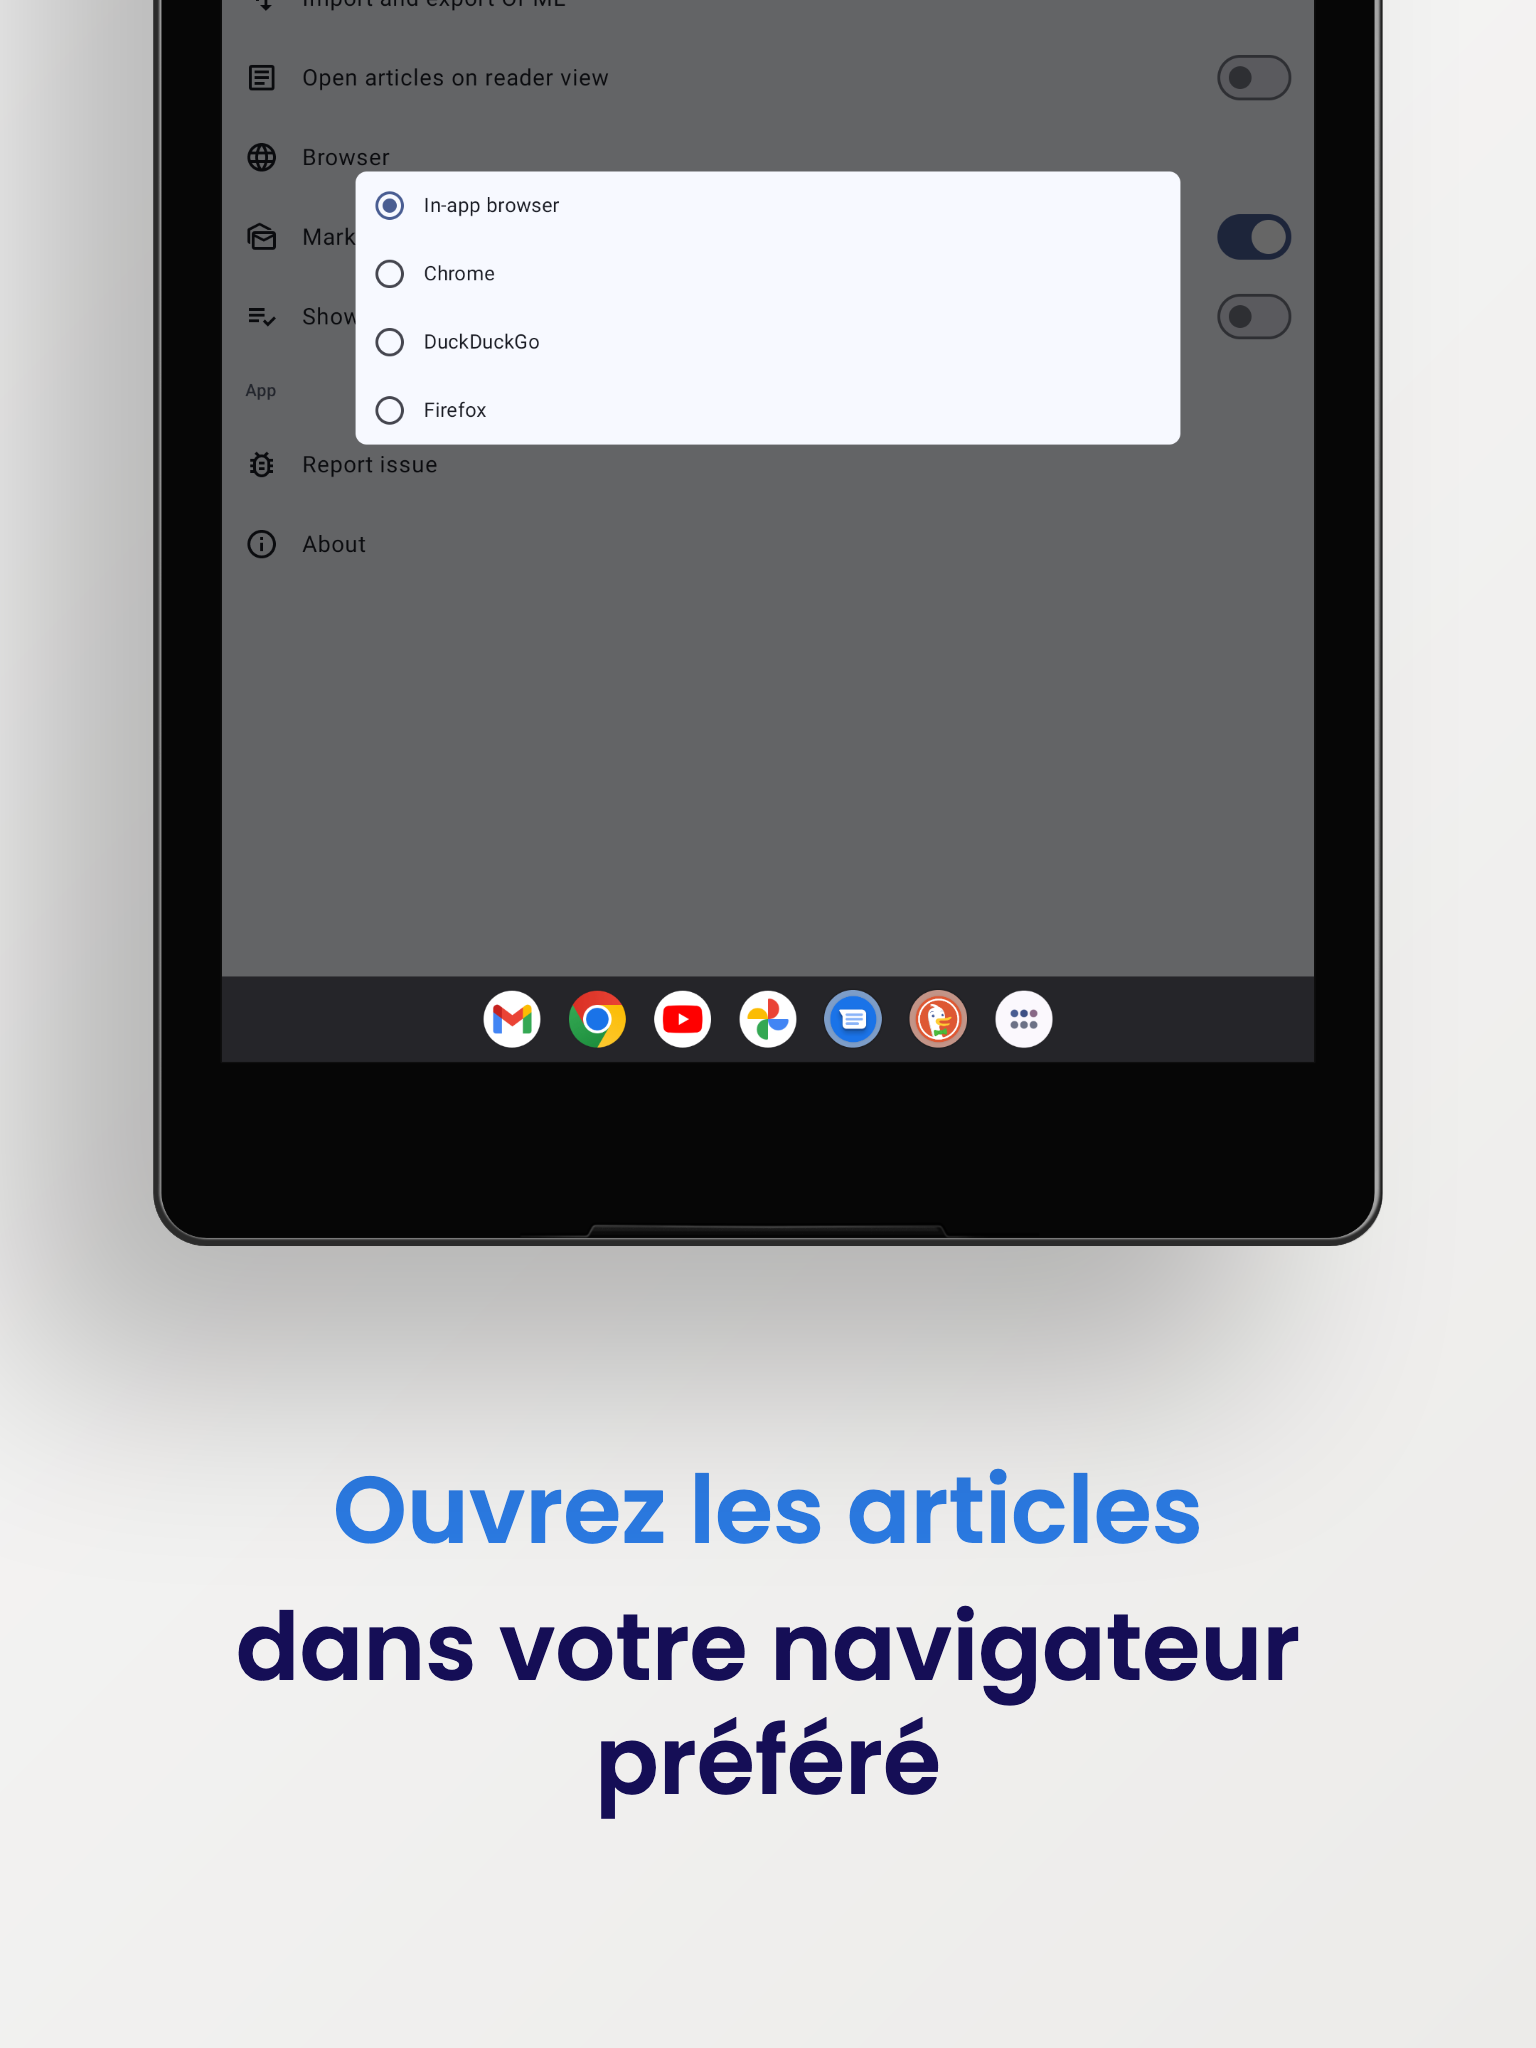 Import and export OPML
Open articles on reader view
Browser
In-app browser
Mark
Chrome
Show
DuckDuckGo
App
Firefox
Report issue
About
Ouvrez les articles
dans votre navigateur
préféré